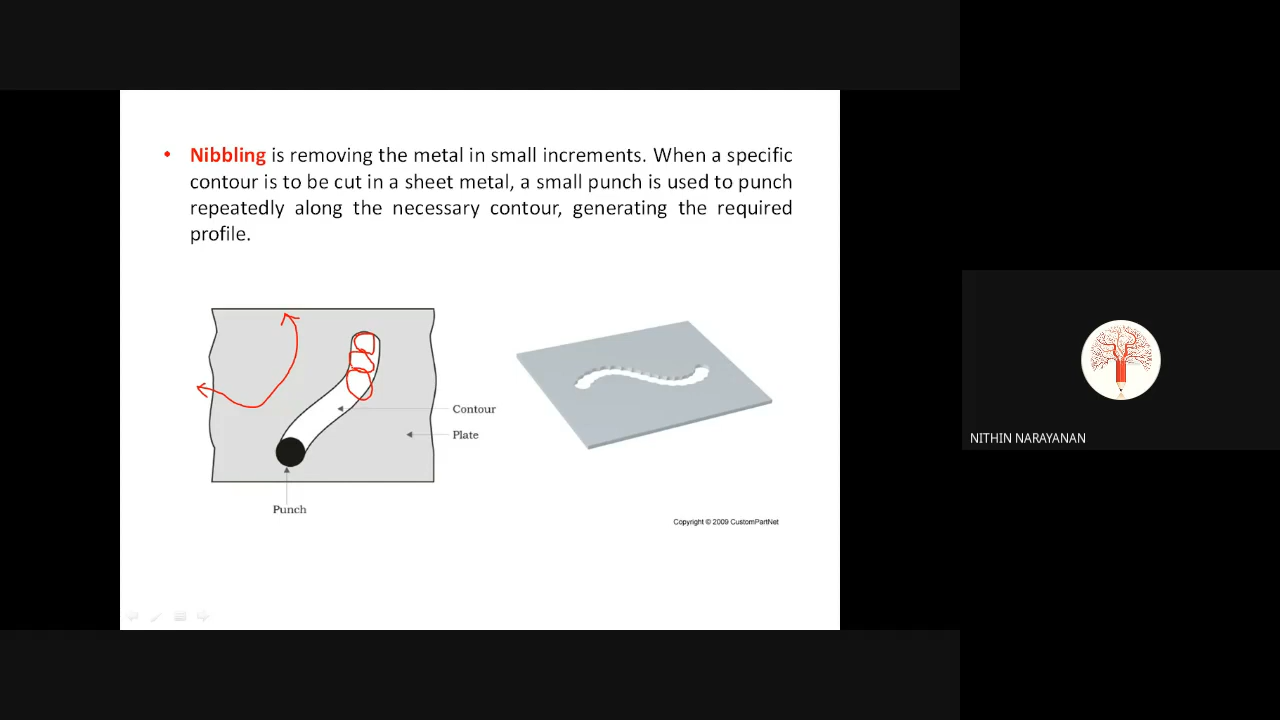 • Nibbling is removing the metal in small increments. When a specific
contour is to be cut in a sheet metal, a small punch is used to punch
repeatedly along the necessary contour, generating the required
profile.
Contour
Plate
Punch
Copyright © 2009 CustomPartNet
NITHIN NARAYANAN